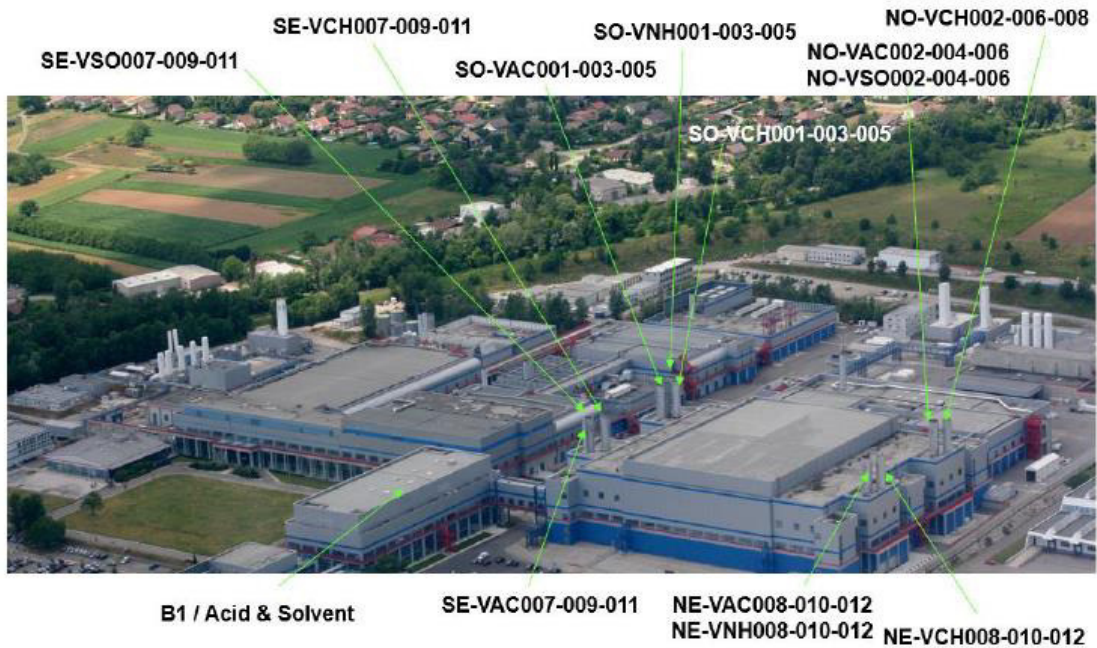 NO-VCH002-006-008
SE-VCH007-009-011
SO-VNH001-003-005
NO-VAC002-004-006
NO-VSO002-004-006
SE-VSO007-009-011
SO-VAC001-003-005
SO-VCH001-003-005
B1 / Acid & Solvent
SE-VAC007-009-011
NE-VAC008-010-012
NE-VNH008-010-012
NE-VCH008-010-012